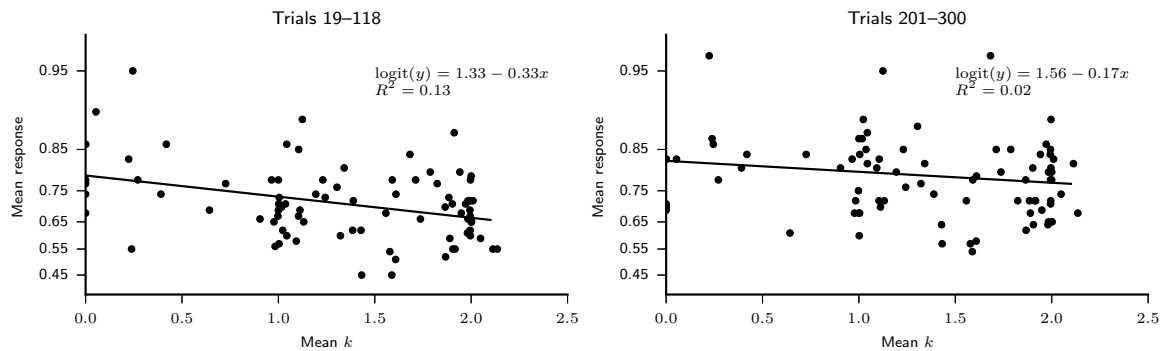 Trials 19–118
Mean response
0.95
0.85
0.75
0.65
0.55
0.45
logit(y) = 1.33 − 0.33x
R² = 0.13
0.0 0.5 1.0 1.5 2.0 2.5
Mean k
Trials 201–300
Mean response
0.95
0.85
0.75
0.65
0.55
0.45
logit(y) = 1.56 − 0.17x
R² = 0.02
0.0 0.5 1.0 1.5 2.0 2.5
Mean k